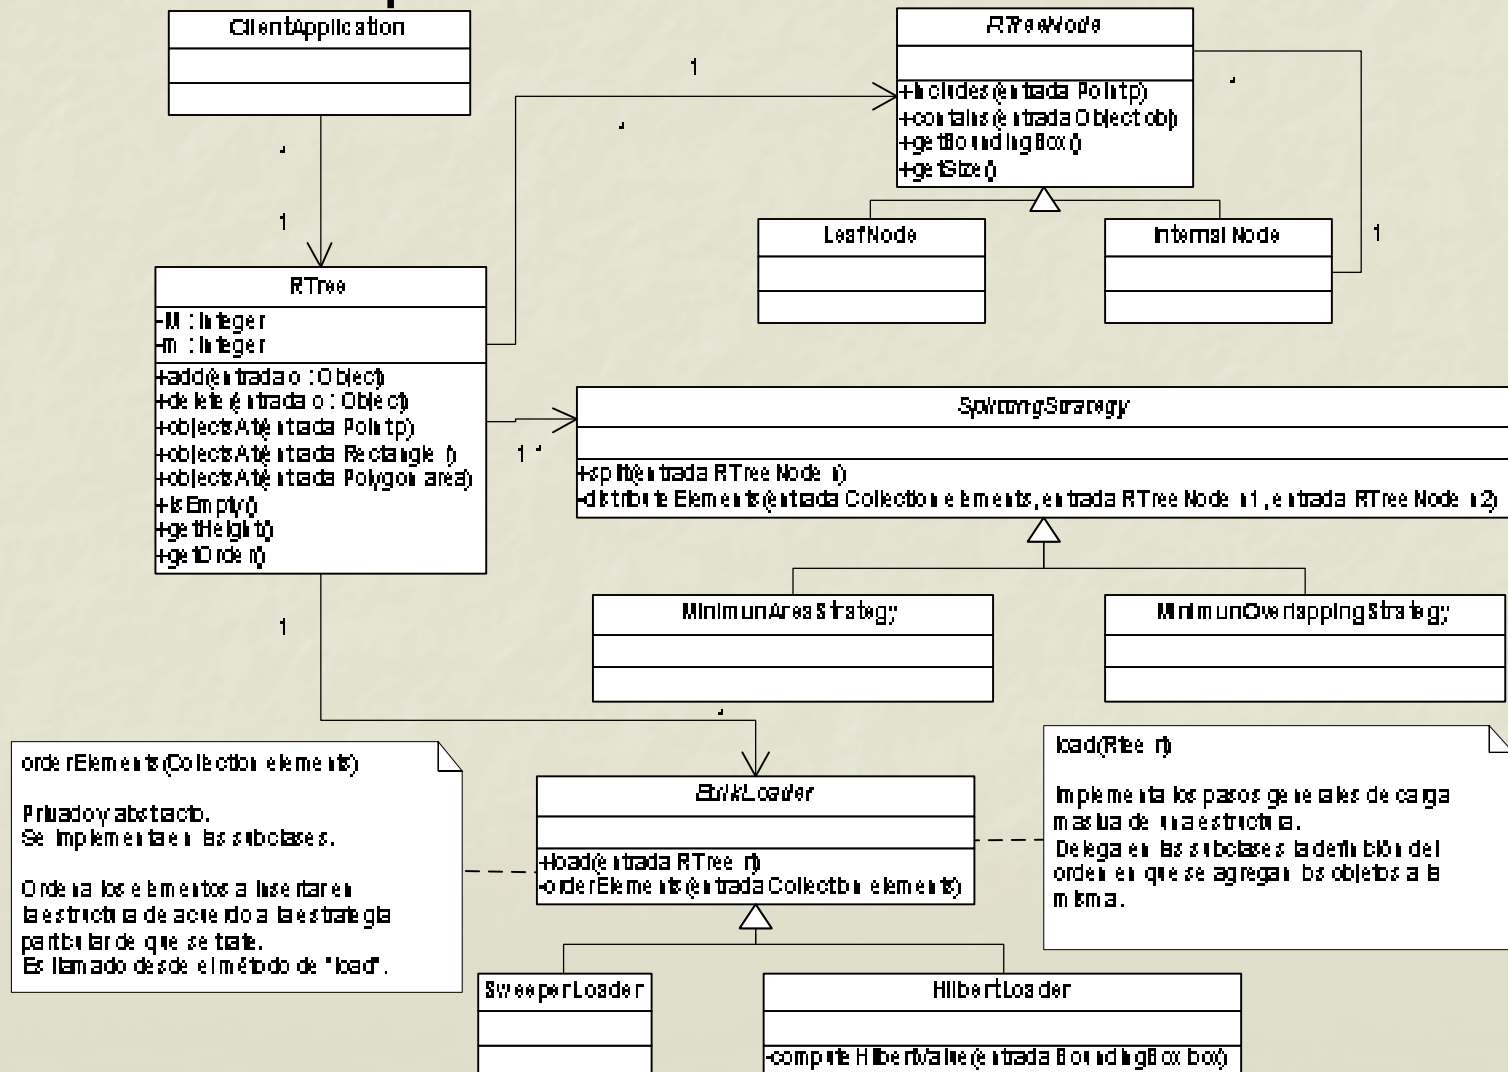 ClientApplication
RTreeNode
+includes(entrada Point p)
+contains(entrada Object obj)
+getBoundingBox()
+getSize()
1
*
*
1
*
1
LeafNode
Internal Node
RTree
-M : Integer
-m : Integer
+add(entrada o : Object)
+delete(entrada o : Object)
+objectsAt(entrada Point p)
+objectsAt(entrada Rectangle r)
+objectsAt(entrada Polygon area)
+isEmpty()
+getHeight()
+getOrder()
1 *
SplittingStrategy
+split(entrada RTreeNode n)
-distributeElements(entrada Collection elements, entrada RTreeNode n1, entrada RTreeNode n2)
MinimunAreaStrategy
MinimunOverlappingStrategy
1
*
orderElements(Collection elements)
Privado y abstracto.
Se implementa en las subclases.
Ordena los elementos a insertar en
la estructura de acuerdo a la estrategia
particular de que se trate.
Es llamado desde el método de "load".
BulkLoader
+load(entrada RTree rt)
-orderElements(entrada Collection elements)
load(Rtree rt)
Implementa los pasos generales de carga
masiva de una estructura.
Delega en las subclases la definición del
orden en que se agregan los objetos a la
misma.
SweeperLoader
HilbertLoader
-computeHilbertValue(entrada BoundingBox box)